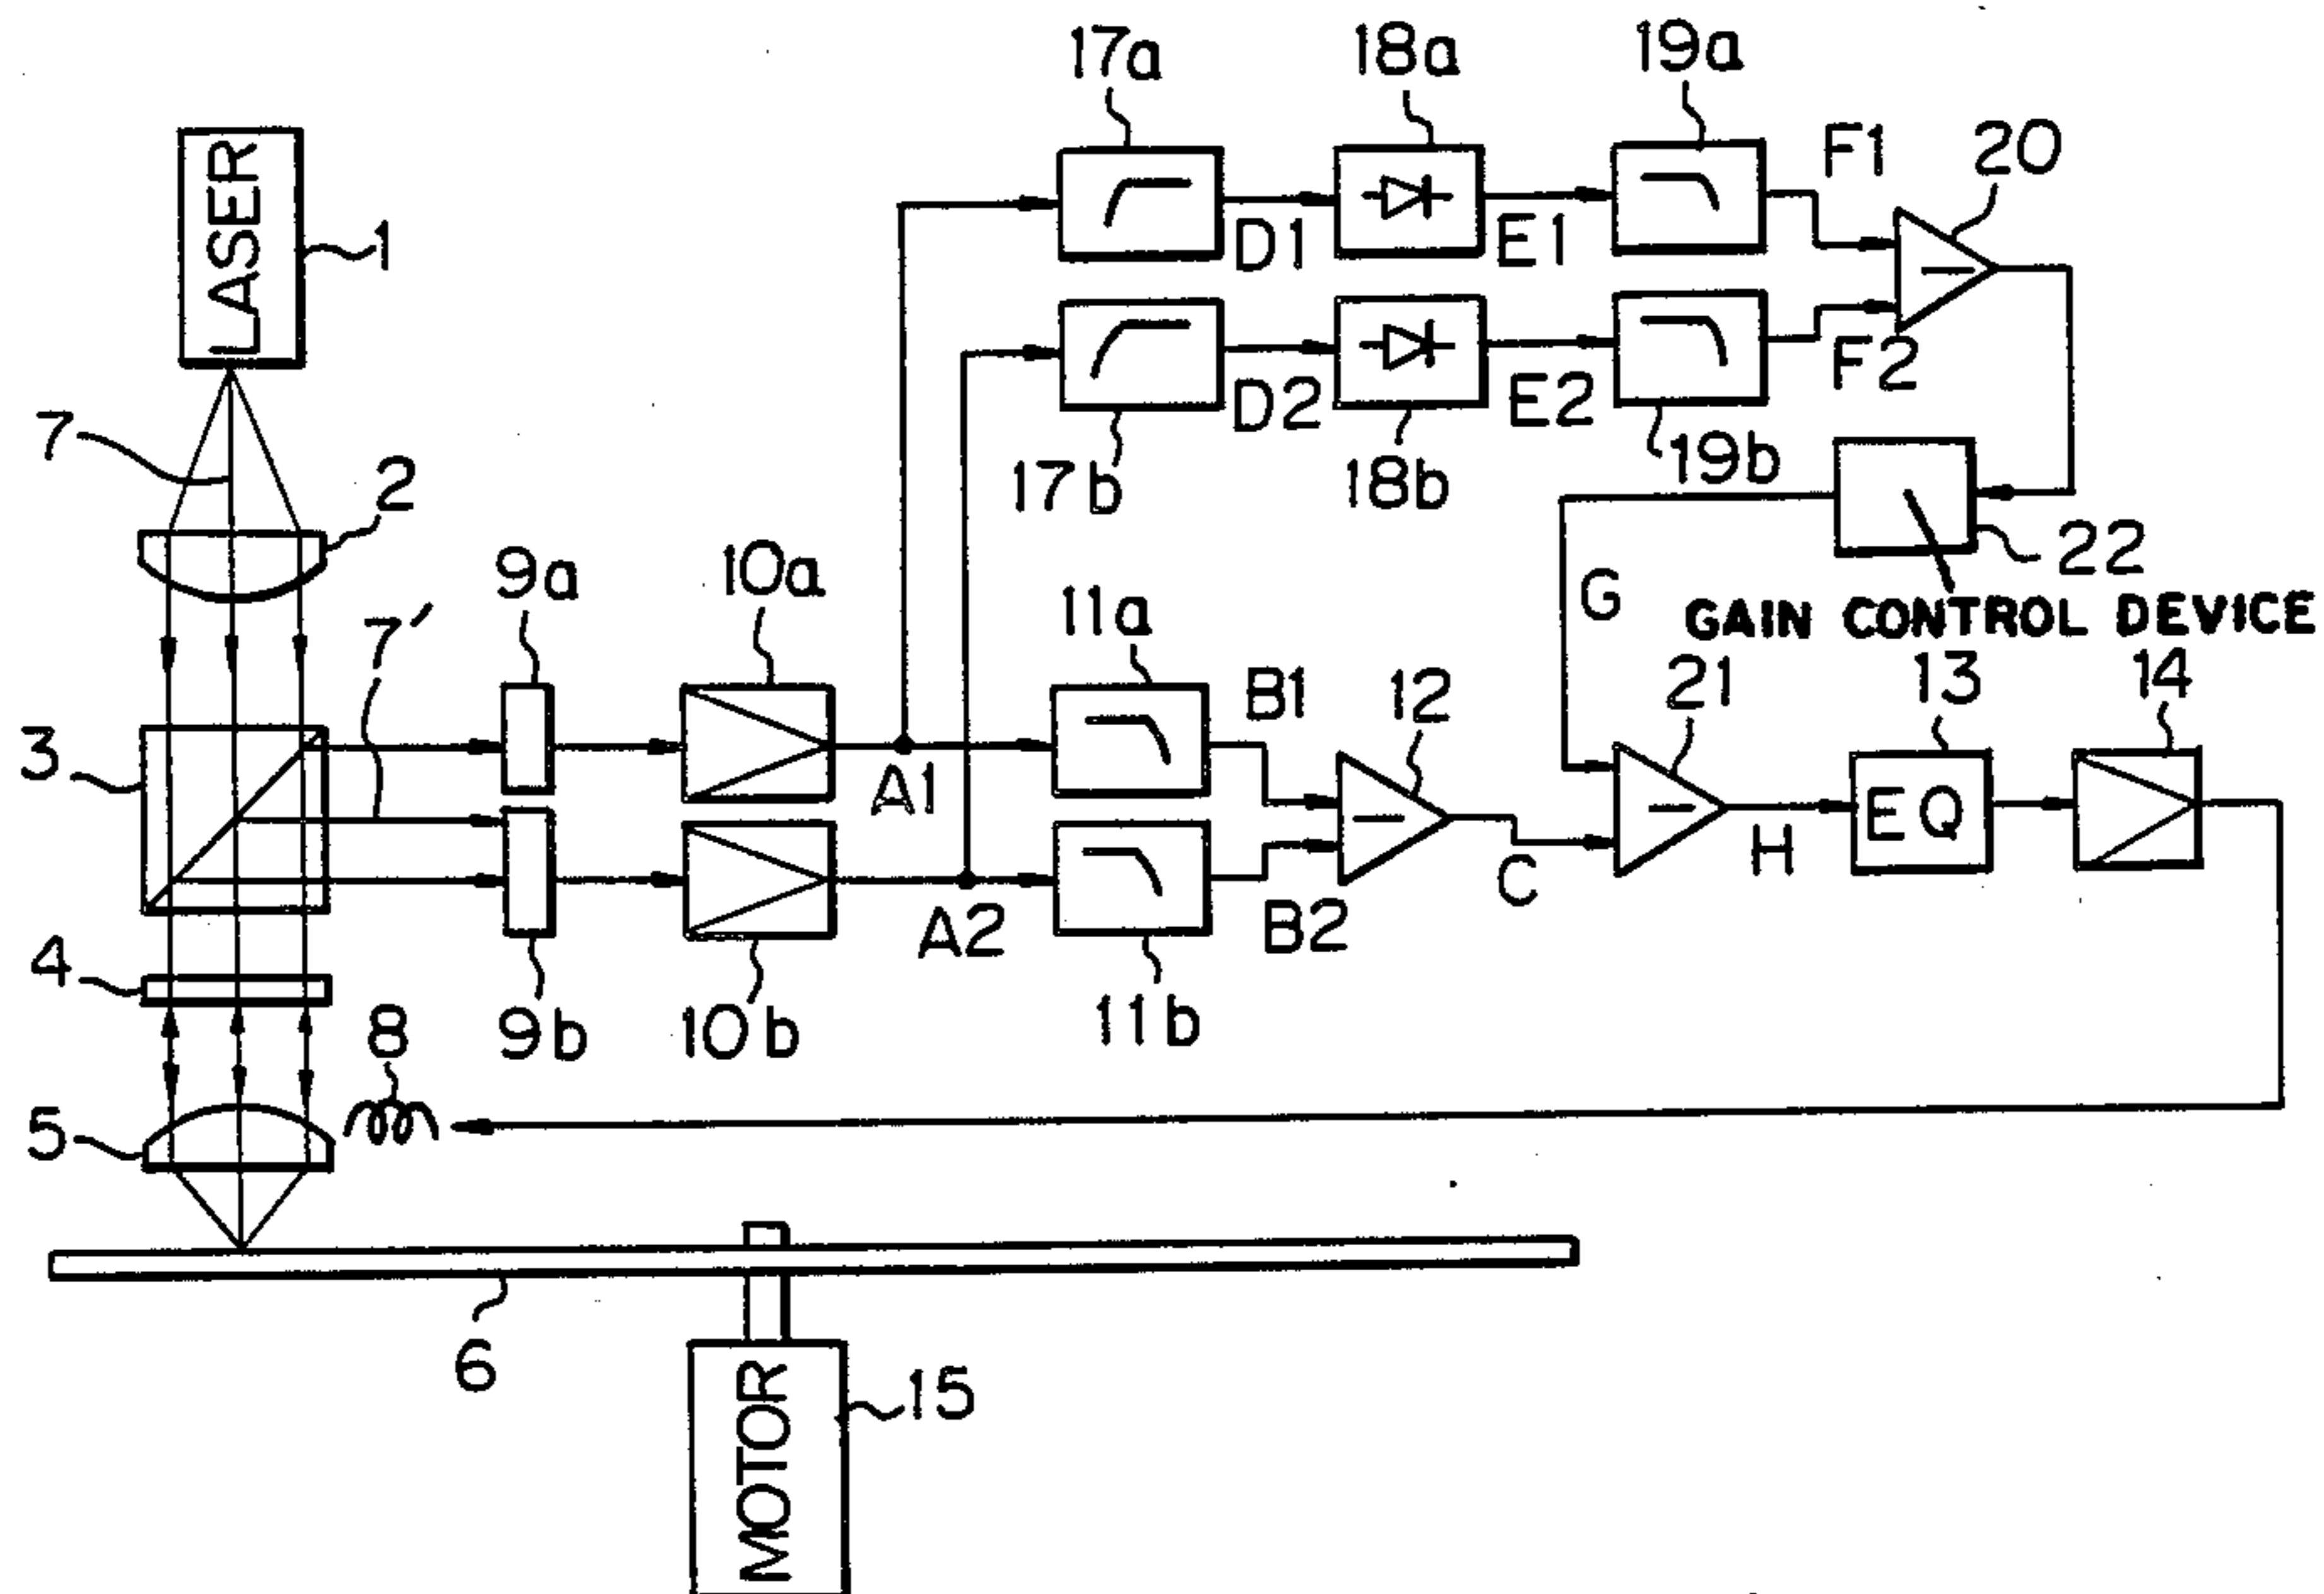 17a
18a
19a
LASER
1
F1
20
D1
E1
7
2
D2
E2
F2
17b
18b
19b
22
9a
10a
G
GAIN CONTROL DEVICE
7′
11a
B1
12
21
13
14
3
A1
EQ
C
H
A2
B2
4
8
9b
10b
11b
5
6
15
MOTOR